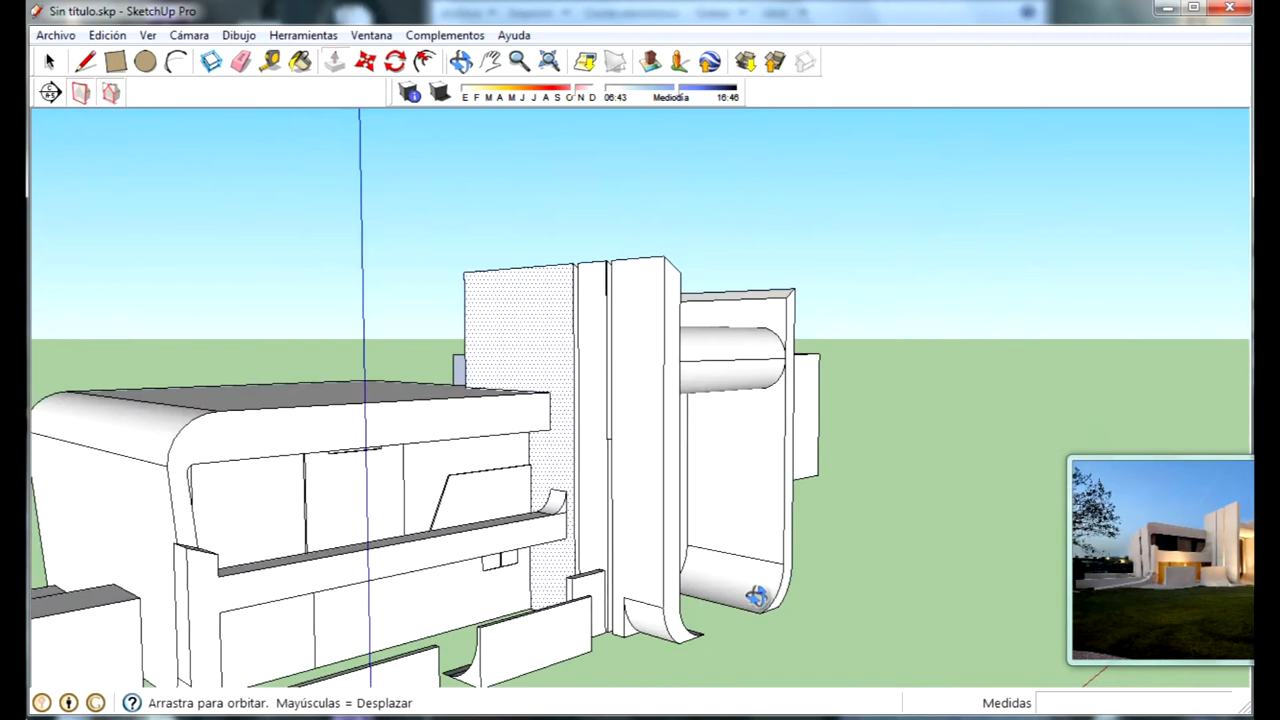 Sin título.skp - SketchUp Pro
Archivo Edición Ver Cámara Dibujo Herramientas Ventana Complementos Ayuda
E F M A M J J A S O N D 06:43 Mediodía 16:46
Arrastra para orbitar. Mayúsculas = Desplazar Medidas